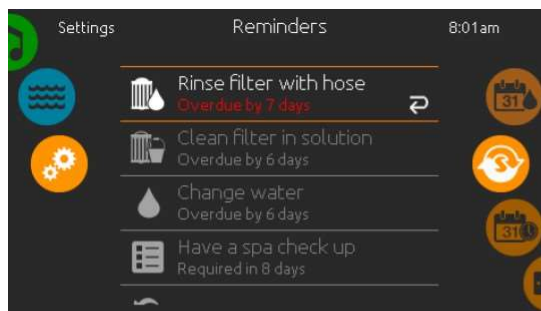 Settings
Reminders
8:01am
Rinse filter with hose
Overdue by 7 days
Clean filter in solution
Overdue by 6 days
Change water
Overdue by 6 days
Have a spa check up
Required in 8 days
31
31